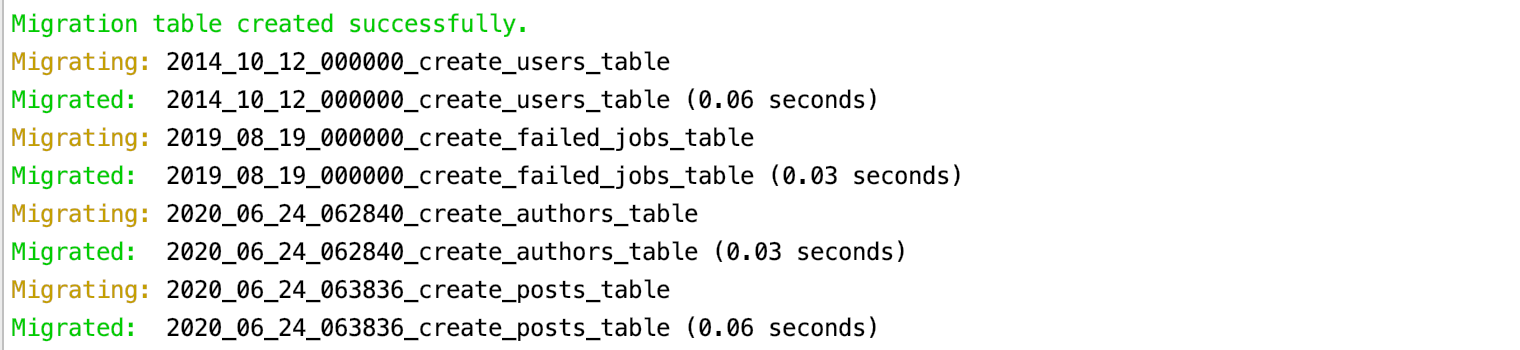 Migration table created successfully.
Migrating: 2014_10_12_000000_create_users_table
Migrated:  2014_10_12_000000_create_users_table (0.06 seconds)
Migrating: 2019_08_19_000000_create_failed_jobs_table
Migrated:  2019_08_19_000000_create_failed_jobs_table (0.03 seconds)
Migrating: 2020_06_24_062840_create_authors_table
Migrated:  2020_06_24_062840_create_authors_table (0.03 seconds)
Migrating: 2020_06_24_063836_create_posts_table
Migrated:  2020_06_24_063836_create_posts_table (0.06 seconds)